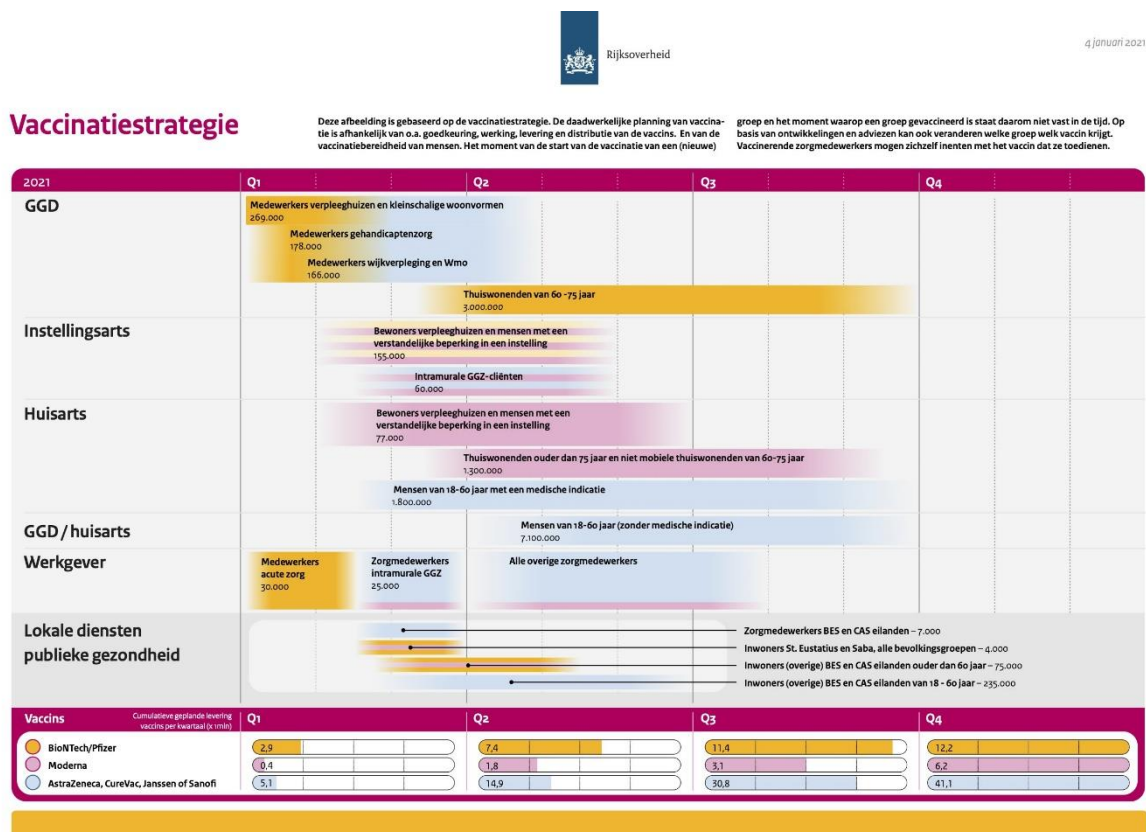 Rijksoverheid
4 januari 2021
Vaccinatiestrategie
Deze afbeelding is gebaseerd op de vaccinatiestrategie. De daadwerkelijke planning van vaccina-
tie is afhankelijk van o.a. goedkeuring, werking, levering en distributie van de vaccins. En van de
vaccinatiebereidheid van mensen. Het moment van de start van de vaccinatie van een (nieuwe)
groep en het moment waarop een groep gevaccineerd is staat daarom niet vast in de tijd. Op
basis van ontwikkelingen en adviezen kan ook veranderen welke groep welk vaccin krijgt.
Vaccinerende zorgmedewerkers mogen zichzelf inenten met het vaccin dat ze toedienen.
2021 Q1 Q2 Q3 Q4
GGD
Medewerkers verpleeghuizen en kleinschalige woonvormen
269.000
Medewerkers gehandicaptenzorg
178.000
Medewerkers wijkverpleging en Wmo
166.000
Thuiswonenden van 60 -75 jaar
3.000.000
Instellingsarts
Bewoners verpleeghuizen en mensen met een
verstandelijke beperking in een instelling
155.000
Intramurale GGZ-cliënten
60.000
Huisarts
Bewoners verpleeghuizen en mensen met een
verstandelijke beperking in een instelling
77.000
Thuiswonenden ouder dan 75 jaar en niet mobiele thuiswonenden van 60-75 jaar
1.300.000
Mensen van 18-60 jaar met een medische indicatie
1.800.000
GGD / huisarts
Mensen van 18-60 jaar (zonder medische indicatie)
7.100.000
Werkgever
Medewerkers
acute zorg
30.000
Zorgmedewerkers
intramurale GGZ
25.000
Alle overige zorgmedewerkers
Lokale diensten
publieke gezondheid
Zorgmedewerkers BES en CAS eilanden – 7.000
Inwoners St. Eustatius en Saba, alle bevolkingsgroepen – 4.000
Inwoners (overige) BES en CAS eilanden ouder dan 60 jaar – 75.000
Inwoners (overige) BES en CAS eilanden van 18 - 60 jaar – 235.000
Vaccins
Cumulatieve geplande levering
vaccins per kwartaal (x 1mln)
Q1 Q2 Q3 Q4
BioNTech/Pfizer 2,9 7,4 11,4 12,2
Moderna 0,4 1,8 3,1 6,2
AstraZeneca, CureVac, Janssen of Sanofi 5,1 14,9 30,8 41,1